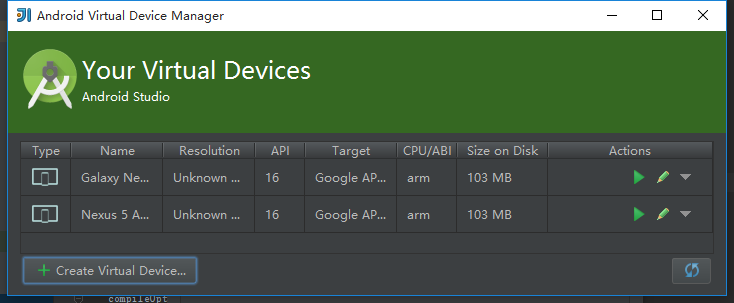 Android Virtual Device Manager
Your Virtual Devices
Android Studio
Type Name Resolution API Target CPU/ABI Size on Disk Actions
Galaxy Ne... Unknown ... 16 Google AP... arm 103 MB
Nexus 5 A... Unknown ... 16 Google AP... arm 103 MB
Create Virtual Device...
compileOpt